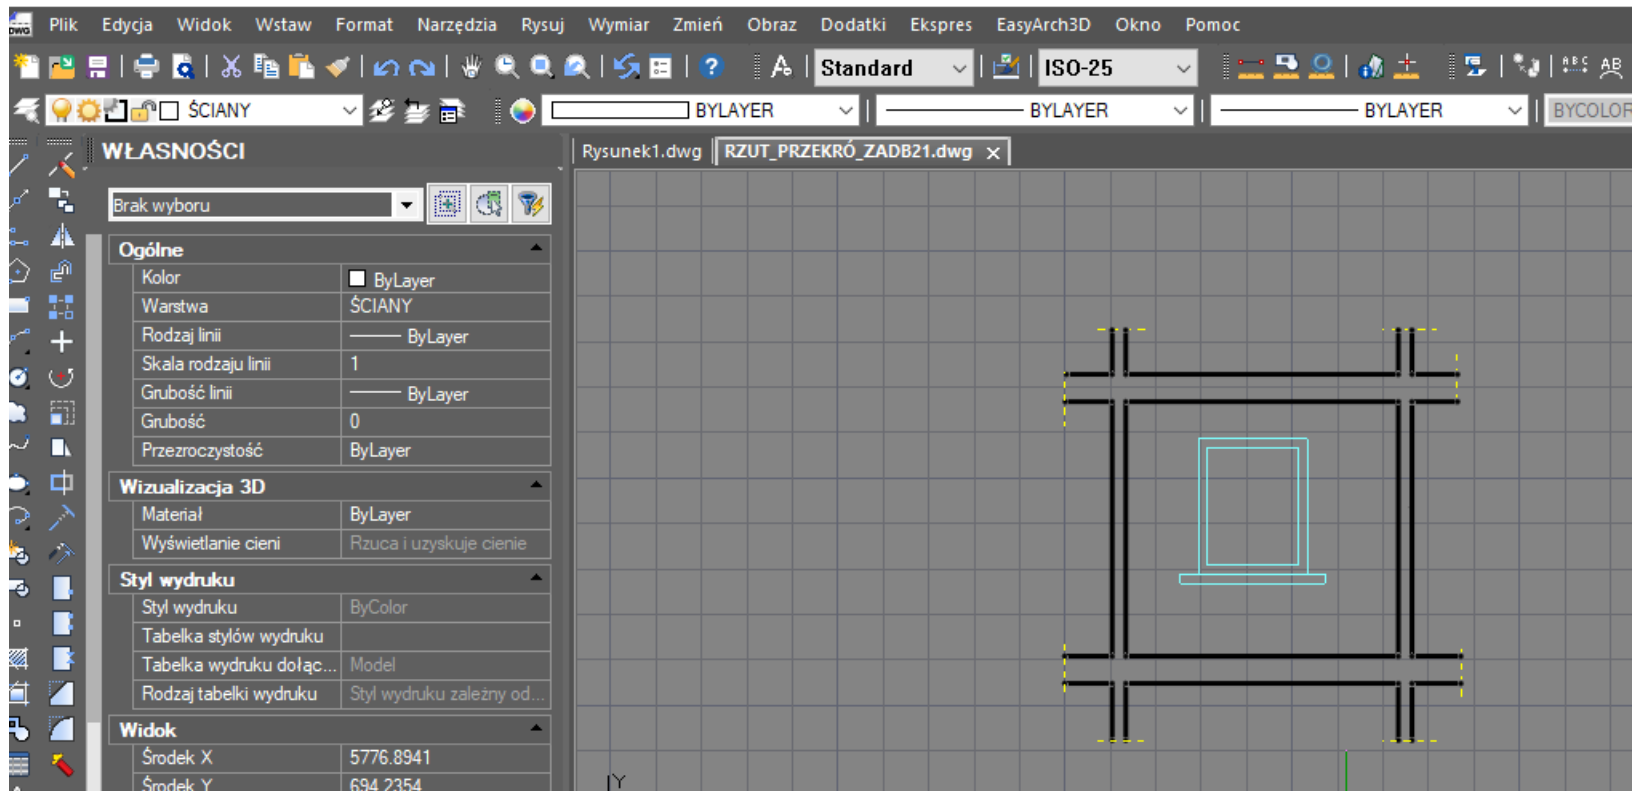 DWG Plik Edycja Widok Wstaw Format Narzędzia Rysuj Wymiar Zmień Obraz Dodatki Ekspres EasyArch3D Okno Pomoc
Standard ISO-25 ABC AB
ŚCIANY BYLAYER BYLAYER BYLAYER BYCOLOR
WŁASNOŚCI
Rysunek1.dwg RZUT_PRZEKRÓ_ZADB21.dwg
Brak wyboru
Ogólne
Kolor ByLayer
Warstwa ŚCIANY
Rodzaj linii ByLayer
Skala rodzaju linii 1
Grubość linii ByLayer
Grubość 0
Przezroczystość ByLayer
Wizualizacja 3D
Materiał ByLayer
Wyświetlanie cieni Rzuca i uzyskuje cienie
Styl wydruku
Styl wydruku ByColor
Tabelka stylów wydruku
Tabelka wydruku dołąc... Model
Rodzaj tabelki wydruku Styl wydruku zależny od...
Widok
Środek X 5776.8941
Środek Y 694.2354
Y